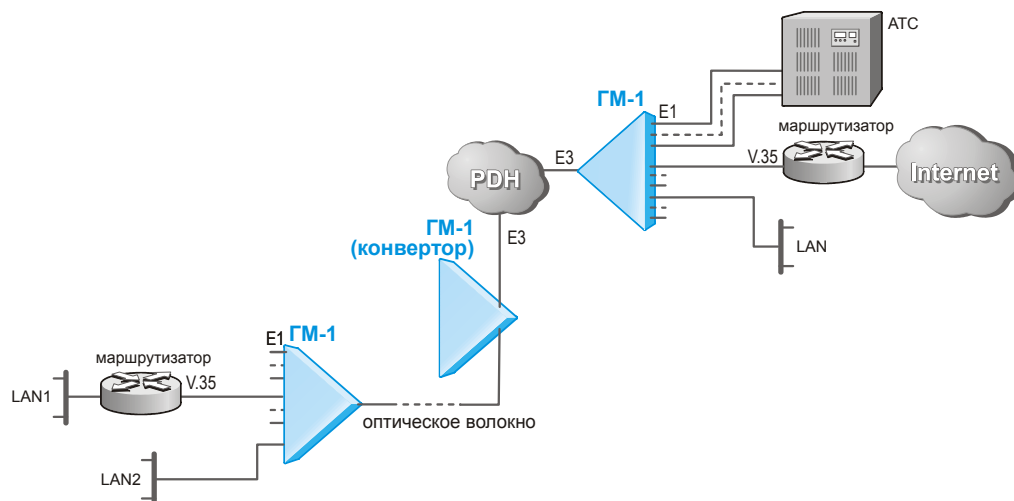 АТС
ГМ-1
E1
маршрутизатор
E3
V.35
PDH
Internet
ГМ-1
(конвертор)
E3
LAN
E1
ГМ-1
маршрутизатор
V.35
LAN1
оптическое волокно
LAN2